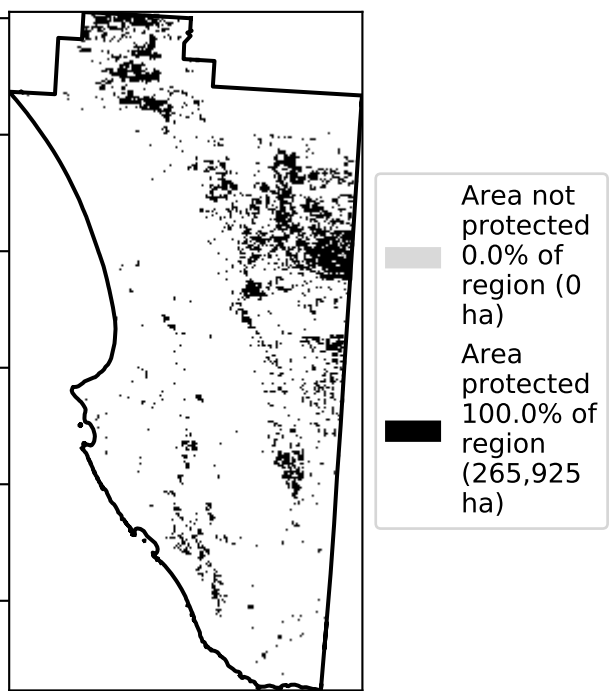 Area not
protected
0.0% of
region (0
ha)
Area
protected
100.0% of
region
(265,925
ha)